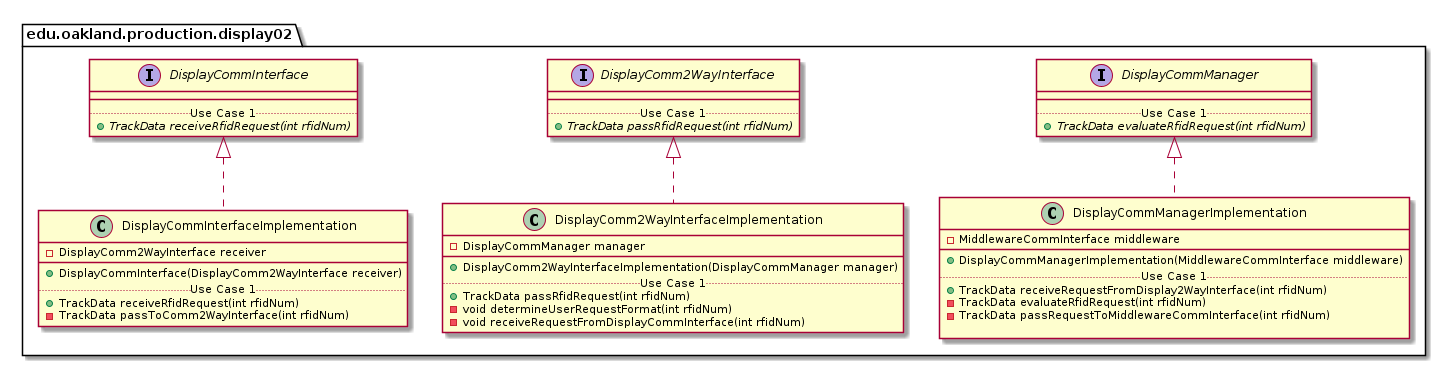 edu.oakland.production.display02
I DisplayCommInterface
Use Case 1
TrackData receiveRfidRequest(int rfidNum)
I DisplayComm2WayInterface
Use Case 1
TrackData passRfidRequest(int rfidNum)
I DisplayCommManager
Use Case 1
TrackData evaluateRfidRequest(int rfidNum)
C DisplayCommInterfaceImplementation
DisplayComm2WayInterface receiver
DisplayCommInterface(DisplayComm2WayInterface receiver)
Use Case 1
TrackData receiveRfidRequest(int rfidNum)
TrackData passToComm2WayInterface(int rfidNum)
C DisplayComm2WayInterfaceImplementation
DisplayCommManager manager
DisplayComm2WayInterfaceImplementation(DisplayCommManager manager)
Use Case 1
TrackData passRfidRequest(int rfidNum)
void determineUserRequestFormat(int rfidNum)
void receiveRequestFromDisplayCommInterface(int rfidNum)
C DisplayCommManagerImplementation
MiddlewareCommInterface middleware
DisplayCommManagerImplementation(MiddlewareCommInterface middleware)
Use Case 1
TrackData receiveRequestFromDisplay2WayInterface(int rfidNum)
TrackData evaluateRfidRequest(int rfidNum)
TrackData passRequestToMiddlewareCommInterface(int rfidNum)